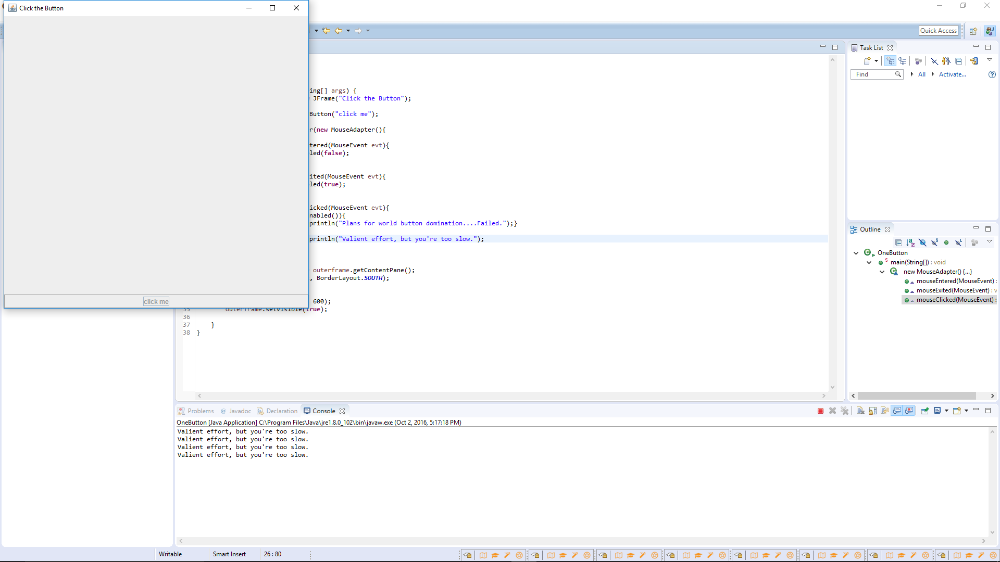 Click the Button
Quick Access
ing[] args) {
JFrame("Click the Button");
Button("click me");
r(new MouseAdapter(){
tered(MouseEvent evt){
led(false);
ited(MouseEvent evt){
led(true);
icked(MouseEvent evt){
nabled()){
println("Plans for world button domination....Failed.");}
println("Valient effort, but you're too slow.");
outerframe.getContentPane();
, BorderLayout.SOUTH);
600);
click me
35 outerframe.setVisible(true);
36
37 }
38 }
Task List
Find
All
Activate...
Outline
OneButton
main(String[]) : void
new MouseAdapter() {...}
mouseEntered(MouseEvent) :
mouseExited(MouseEvent) : v
mouseClicked(MouseEvent) :
Problems @ Javadoc Declaration Console
OneButton [Java Application] C:\Program Files\Java\jre1.8.0_102\bin\javaw.exe (Oct 2, 2016, 5:17:18 PM)
Valient effort, but you're too slow.
Valient effort, but you're too slow.
Valient effort, but you're too slow.
Valient effort, but you're too slow.
Writable Smart Insert 26 : 80